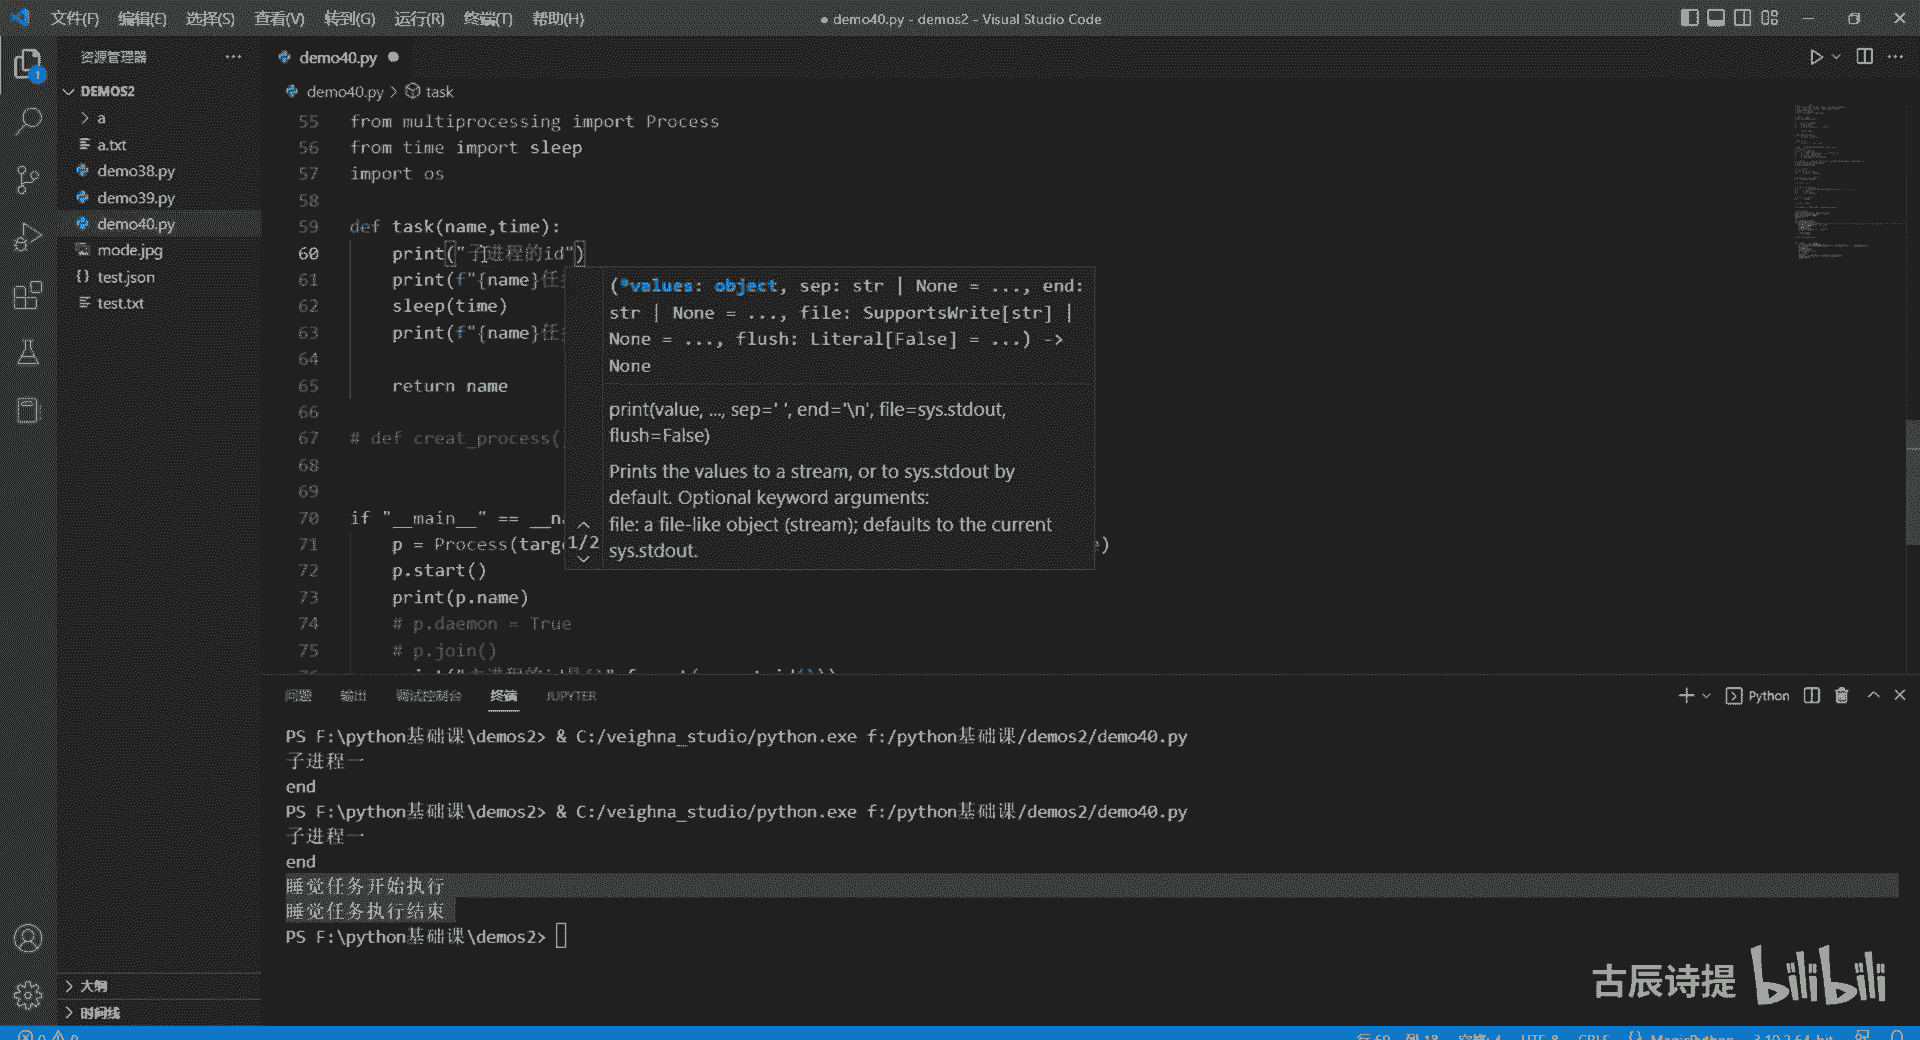 文件(F) 编辑(E) 选择(S) 查看(V) 转到(G) 运行(R) 终端(T) 帮助(H)
● demo40.py - demos2 - Visual Studio Code
资源管理器
DEMOS2
a
a.txt
demo38.py
demo39.py
demo40.py
mode.jpg
test.json
test.txt
大纲
时间线
demo40.py
demo40.py > task
55 from multiprocessing import Process
56 from time import sleep
57 import os
58
59 def task(name,time):
60 print("子进程的id")
61 print(f"{name}任
62 sleep(time)
63 print(f"{name}任
64
65 return name
66
67 # def creat_process(
68
69
70 if "__main__" == __na
71 p = Process(targ
72 p.start()
73 print(p.name)
74 # p.daemon = True
75 # p.join()
(*values: object, sep: str | None = ..., end:
str | None = ..., file: SupportsWrite[str] |
None = ..., flush: Literal[False] = ...) ->
None
print(value, ..., sep=' ', end='\n', file=sys.stdout,
flush=False)
Prints the values to a stream, or to sys.stdout by
default. Optional keyword arguments:
file: a file-like object (stream); defaults to the current
sys.stdout.
1/2
问题 输出 调试控制台 终端 JUPYTER
Python
PS F:\python基础课\demos2> & C:/veighna_studio/python.exe f:/python基础课/demos2/demo40.py
子进程一
end
PS F:\python基础课\demos2> & C:/veighna_studio/python.exe f:/python基础课/demos2/demo40.py
子进程一
end
睡觉任务开始执行
睡觉任务执行结束
PS F:\python基础课\demos2>
古辰诗提 bilibili